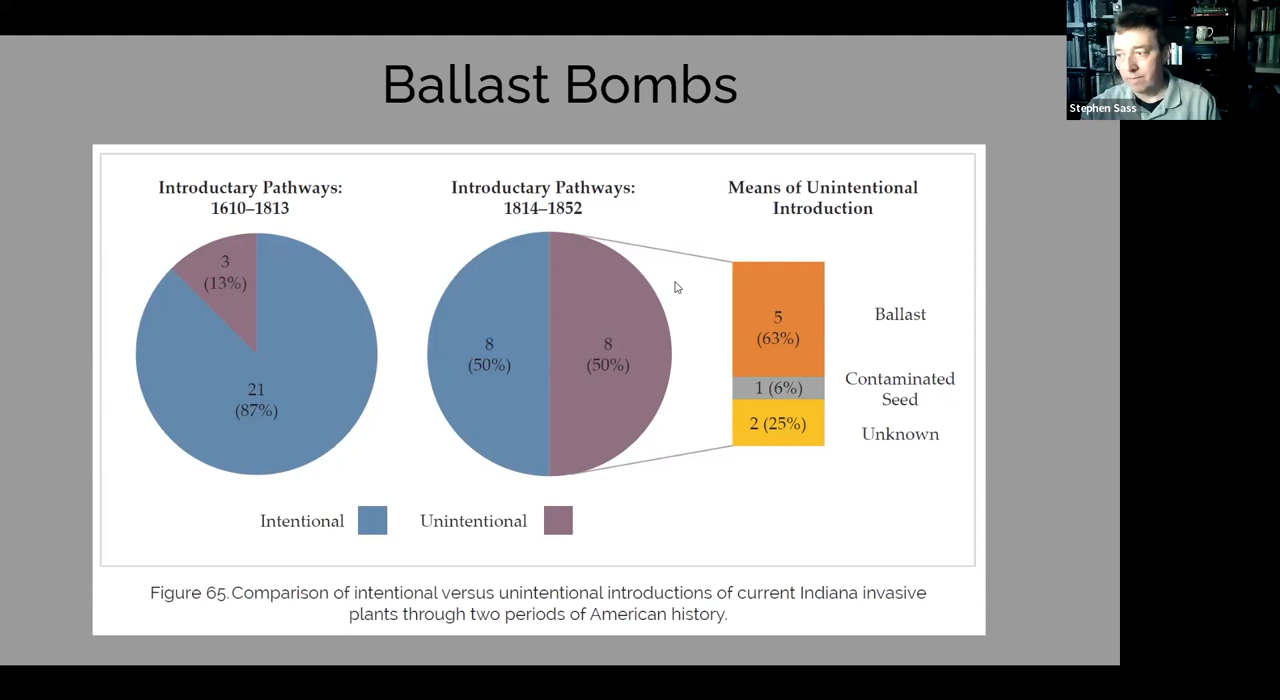 Ballast Bombs
Stephen Sass
Introductary Pathways:
1610–1813
3
(13%)
21
(87%)
Introductary Pathways:
1814–1852
8
(50%)
8
(50%)
Means of Unintentional
Introduction
5
(63%)
1 (6%)
2 (25%)
Ballast
Contaminated
Seed
Unknown
Intentional
Unintentional
Figure 65. Comparison of intentional versus unintentional introductions of current Indiana invasive
plants through two periods of American history.